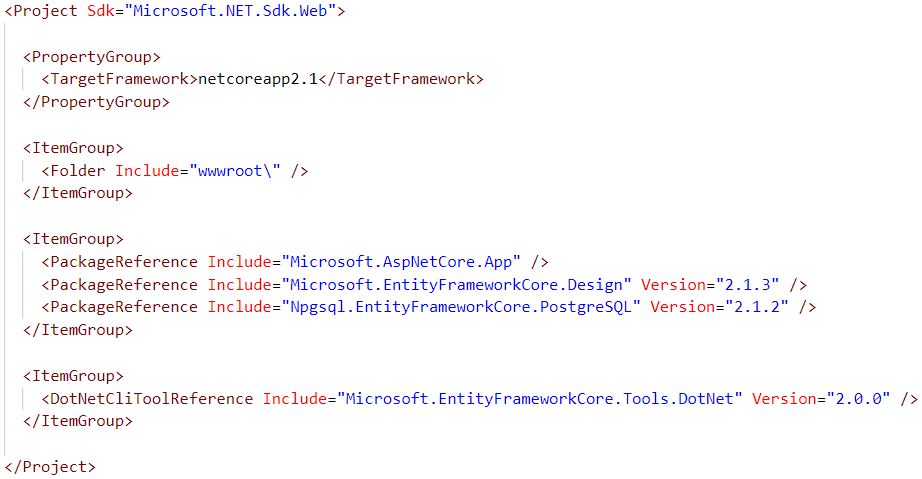 <Project Sdk="Microsoft.NET.Sdk.Web">
<PropertyGroup>
<TargetFramework>netcoreapp2.1</TargetFramework>
</PropertyGroup>
<ItemGroup>
<Folder Include="wwwroot\" />
</ItemGroup>
<ItemGroup>
<PackageReference Include="Microsoft.AspNetCore.App" />
<PackageReference Include="Microsoft.EntityFrameworkCore.Design" Version="2.1.3" />
<PackageReference Include="Npgsql.EntityFrameworkCore.PostgreSQL" Version="2.1.2" />
</ItemGroup>
<ItemGroup>
<DotNetCliToolReference Include="Microsoft.EntityFrameworkCore.Tools.DotNet" Version="2.0.0" />
</ItemGroup>
</Project>